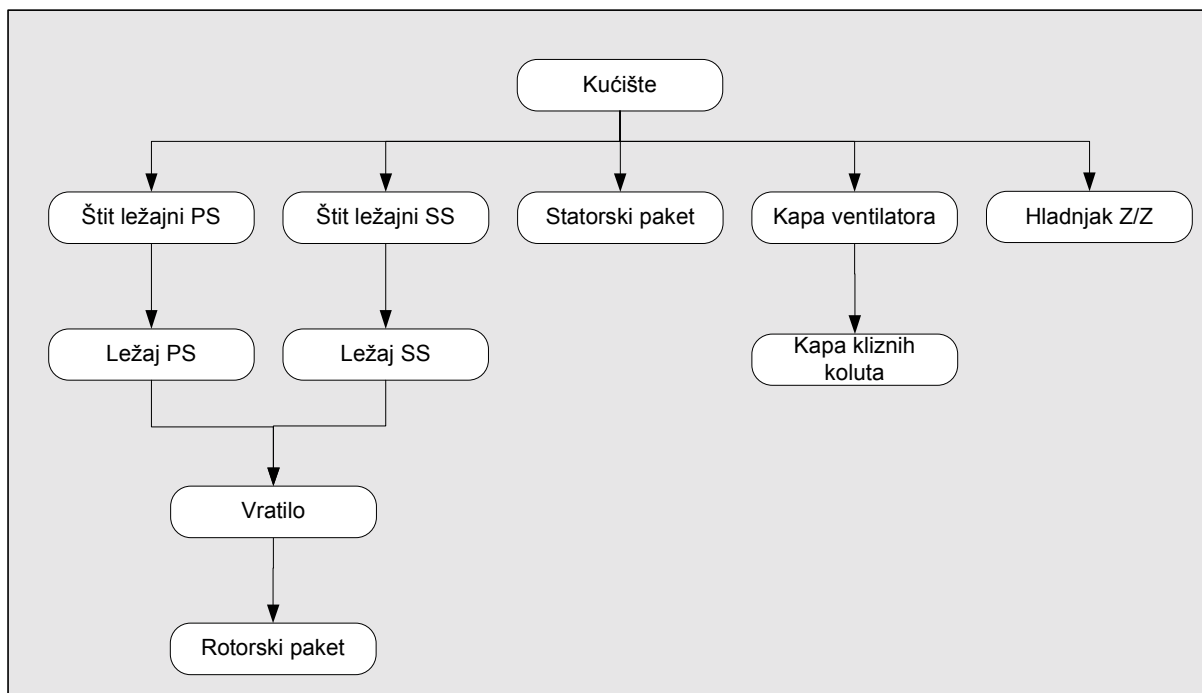 Kućište
Štit ležajni PS
Štit ležajni SS
Statorski paket
Kapa ventilatora
Hladnjak Z/Z
Ležaj PS
Ležaj SS
Kapa kliznih
koluta
Vratilo
Rotorski paket